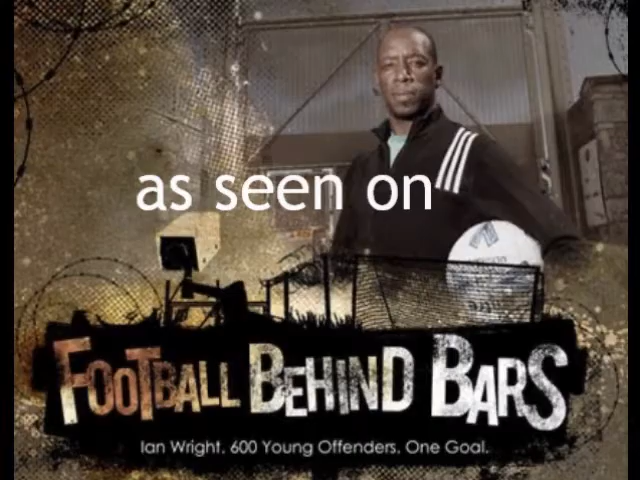 as seen on
FOOTBALL BEHIND BARS
Ian Wright. 600 Young Offenders. One Goal.